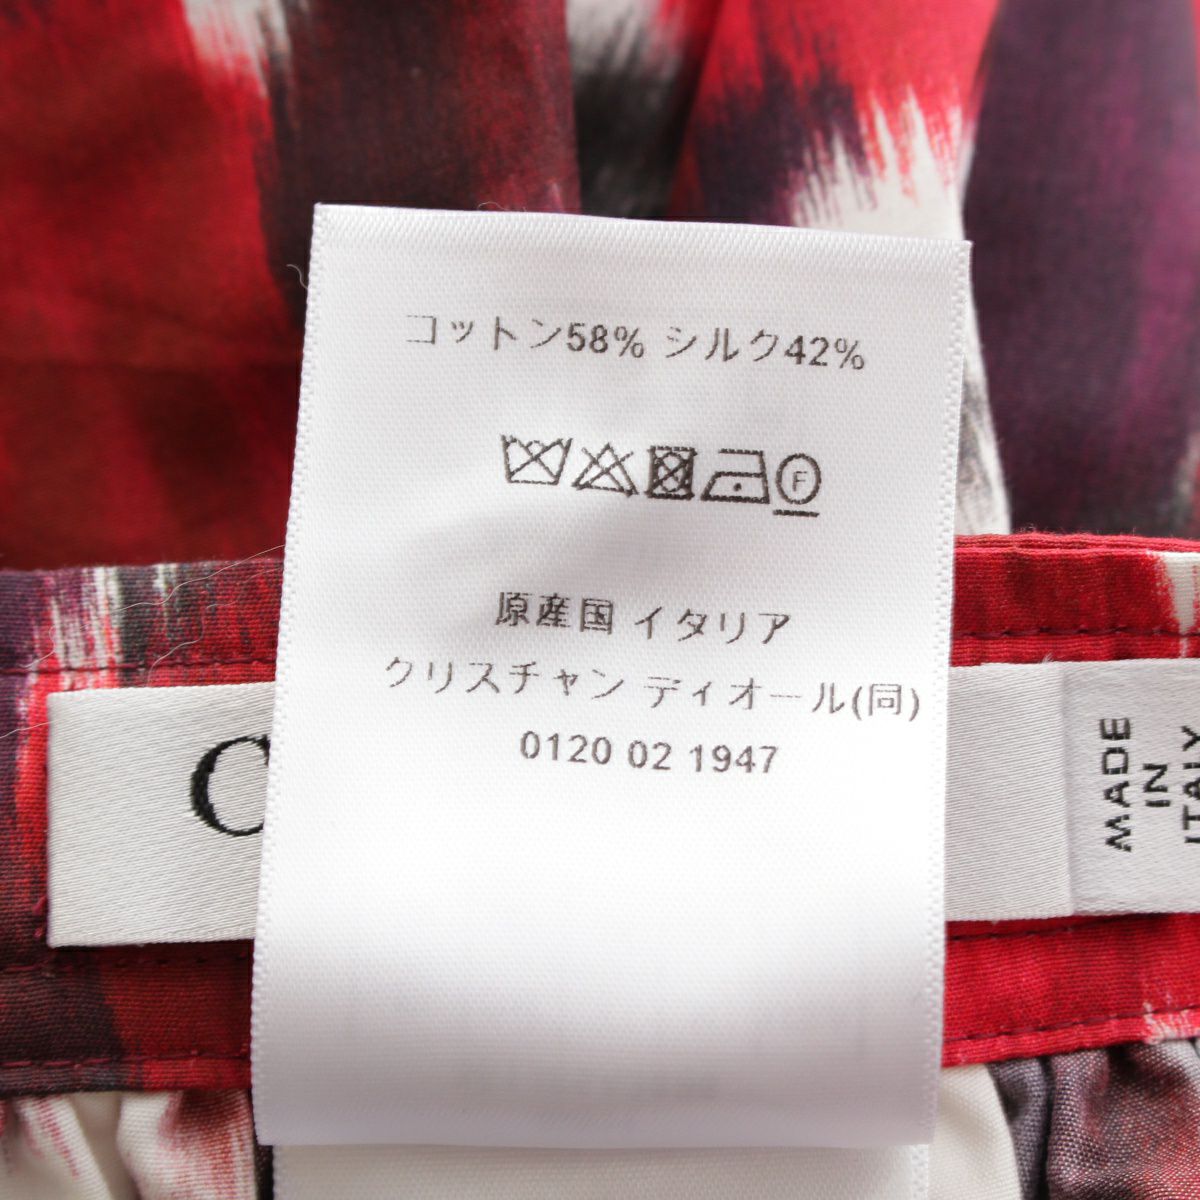 コットン58% シルク42%
F
原産国 イタリア
クリスチャン ディオール(同)
0120 02 1947
C
MADE
IN
ITALY